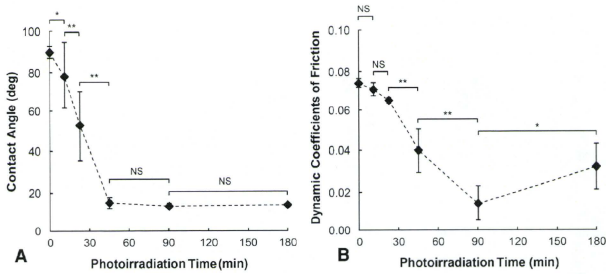 *
**
**
NS
NS
100
80
60
40
20
0
0 30 60 90 120 150 180
Contact Angle (deg)
Photoirradiation Time (min)
A
NS
NS
**
**
*
0.10
0.08
0.06
0.04
0.02
0.00
0 30 60 90 120 150 180
Dynamic Coefficients of Friction
Photoirradiation Time (min)
B